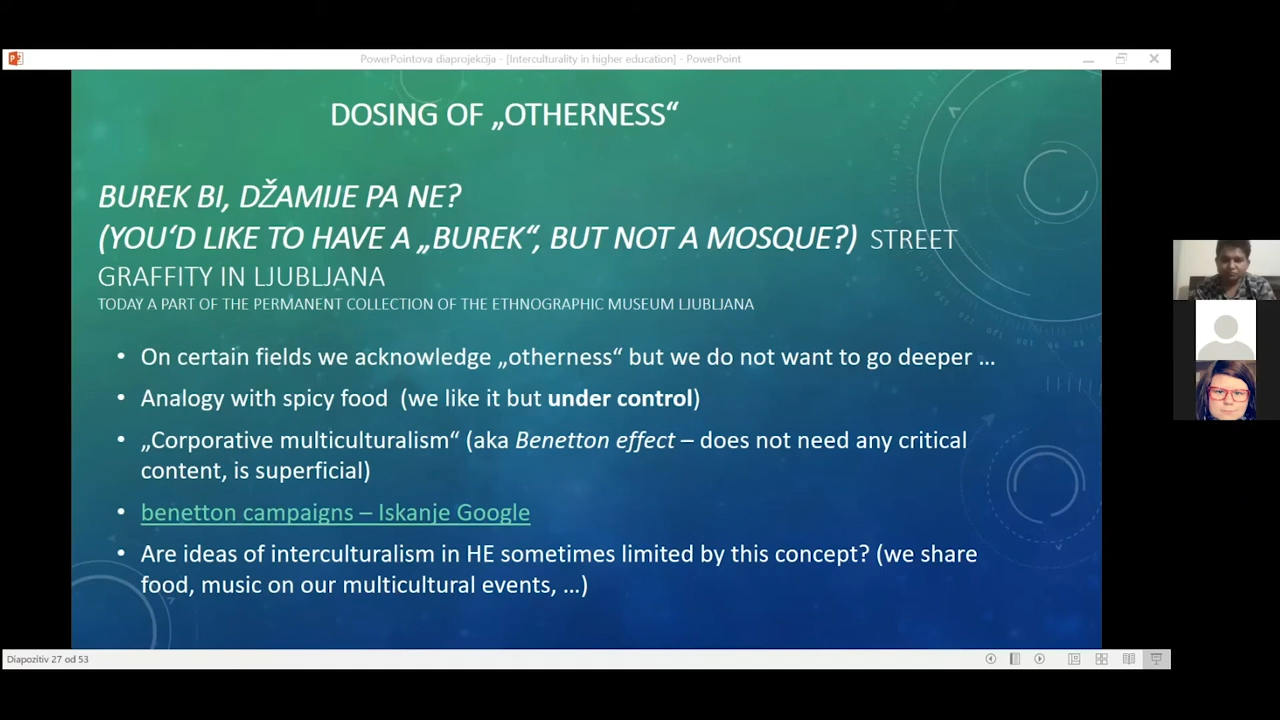 PowerPointova diaprojekcija - [Interculturality in higher education] - PowerPoint
DOSING OF „OTHERNESS“
BUREK BI, DŽAMIJE PA NE?
(YOU‘D LIKE TO HAVE A „BUREK“, BUT NOT A MOSQUE?) STREET
GRAFFITY IN LJUBLJANA
TODAY A PART OF THE PERMANENT COLLECTION OF THE ETHNOGRAPHIC MUSEUM LJUBLJANA
• On certain fields we acknowledge „otherness“ but we do not want to go deeper …
• Analogy with spicy food (we like it but under control)
• „Corporative multiculturalism“ (aka Benetton effect – does not need any critical
content, is superficial)
• benetton campaigns – Iskanje Google
• Are ideas of interculturalism in HE sometimes limited by this concept? (we share
food, music on our multicultural events, …)
Diapozitiv 27 od 53